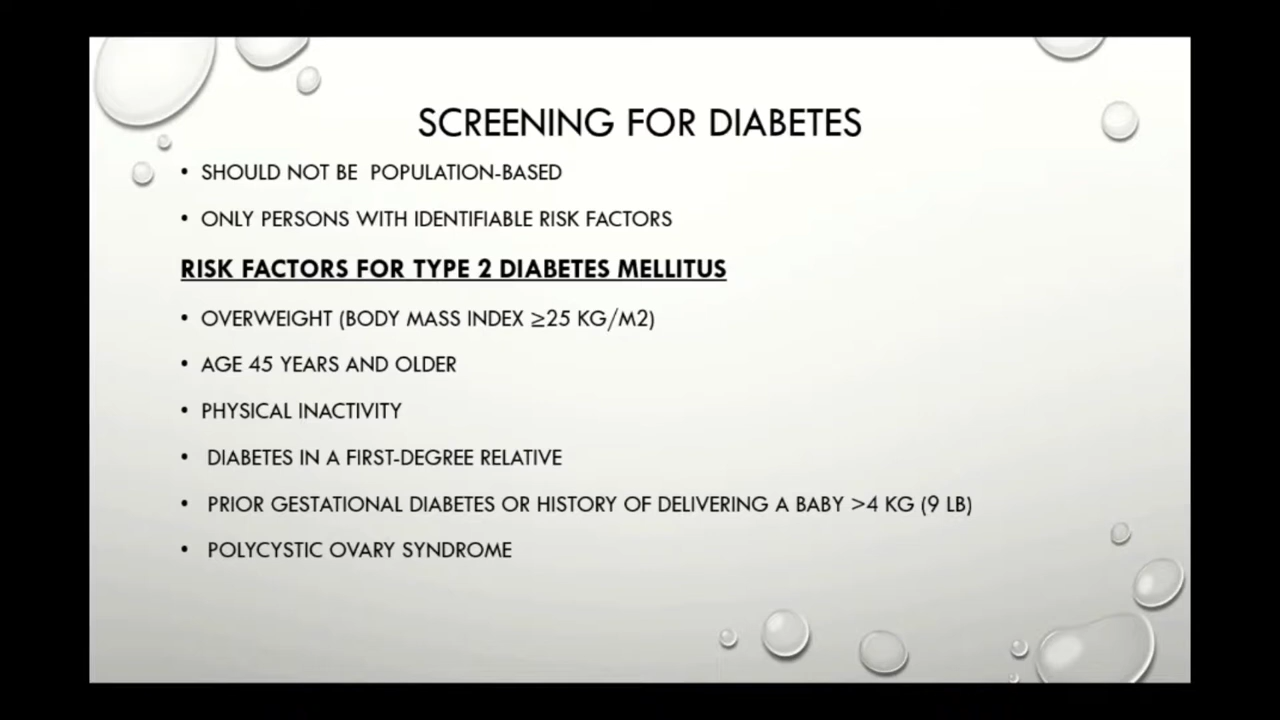 SCREENING FOR DIABETES
• SHOULD NOT BE POPULATION-BASED
• ONLY PERSONS WITH IDENTIFIABLE RISK FACTORS
RISK FACTORS FOR TYPE 2 DIABETES MELLITUS
• OVERWEIGHT (BODY MASS INDEX ≥25 KG/M2)
• AGE 45 YEARS AND OLDER
• PHYSICAL INACTIVITY
• DIABETES IN A FIRST-DEGREE RELATIVE
• PRIOR GESTATIONAL DIABETES OR HISTORY OF DELIVERING A BABY >4 KG (9 LB)
• POLYCYSTIC OVARY SYNDROME